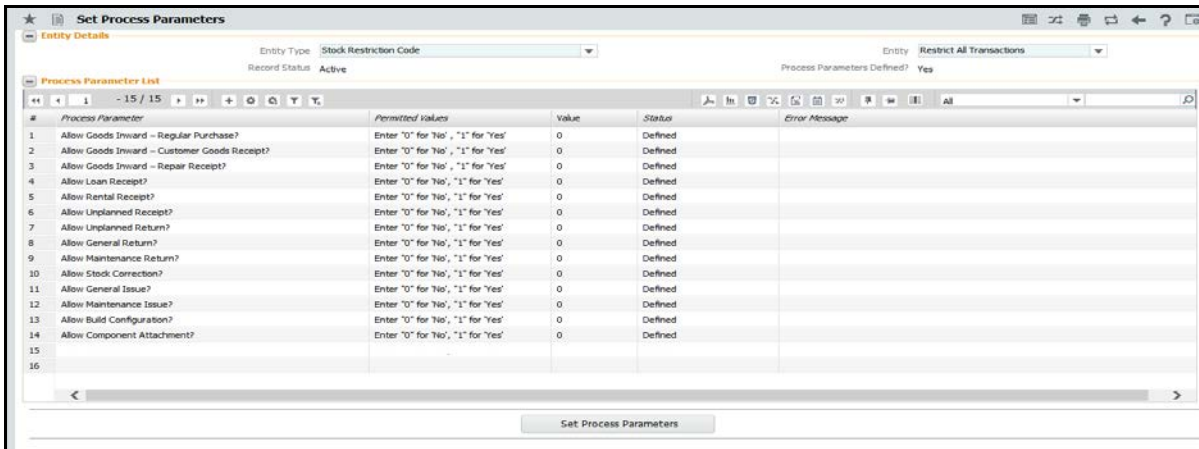 Set Process Parameters
Entity Details
Entity Type Stock Restriction Code Entity Restrict All Transactions
Record Status Active Process Parameters Defined? Yes
Process Parameter List
1 - 15 / 15 All
# Process Parameter Permitted Values Value Status Error Message
1 Allow Goods Inward – Regular Purchase? Enter "0" for 'No' , "1" for 'Yes' 0 Defined
2 Allow Goods Inward – Customer Goods Receipt? Enter "0" for 'No' , "1" for 'Yes' 0 Defined
3 Allow Goods Inward – Repair Receipt? Enter "0" for 'No' , "1" for 'Yes' 0 Defined
4 Allow Loan Receipt? Enter "0" for 'No', "1" for 'Yes' 0 Defined
5 Allow Rental Receipt? Enter "0" for 'No', "1" for 'Yes' 0 Defined
6 Allow Unplanned Receipt? Enter "0" for 'No', "1" for 'Yes' 0 Defined
7 Allow Unplanned Return? Enter "0" for 'No', "1" for 'Yes' 0 Defined
8 Allow General Return? Enter "0" for 'No', "1" for 'Yes' 0 Defined
9 Allow Maintenance Return? Enter "0" for 'No', "1" for 'Yes' 0 Defined
10 Allow Stock Correction? Enter "0" for 'No', "1" for 'Yes' 0 Defined
11 Allow General Issue? Enter "0" for 'No', "1" for 'Yes' 0 Defined
12 Allow Maintenance Issue? Enter "0" for 'No', "1" for 'Yes' 0 Defined
13 Allow Build Configuration? Enter "0" for 'No', "1" for 'Yes' 0 Defined
14 Allow Component Attachment? Enter "0" for 'No', "1" for 'Yes' 0 Defined
15
16
Set Process Parameters